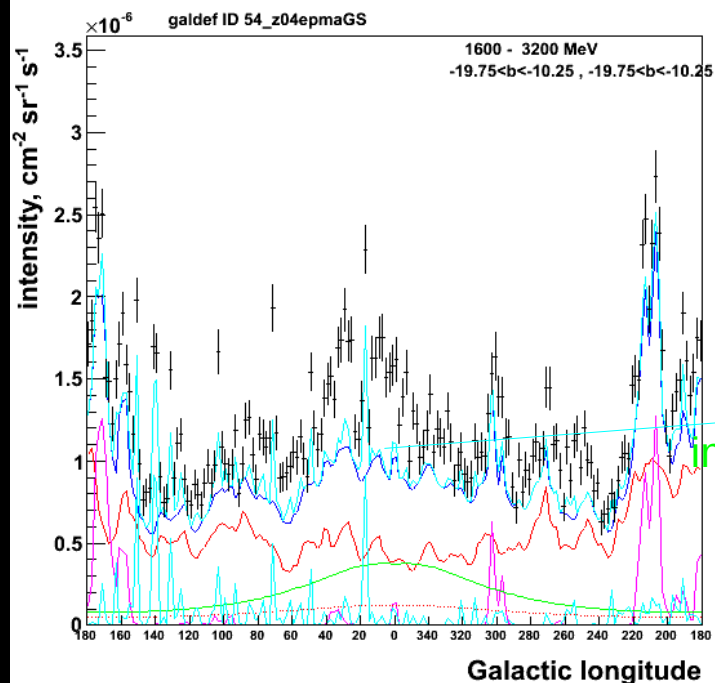 ×10⁻⁶
galdef ID 54_z04epmaGS
1600 - 3200 MeV
-19.75<b<-10.25 , -19.75<b<-10.25
intensity, cm⁻² sr⁻¹ s⁻¹
3.5
3
2.5
2
1.5
1
0.5
0
ir
180 160 140 120 100 80 60 40 20 0 340 320 300 280 260 240 220 200 180
Galactic longitude